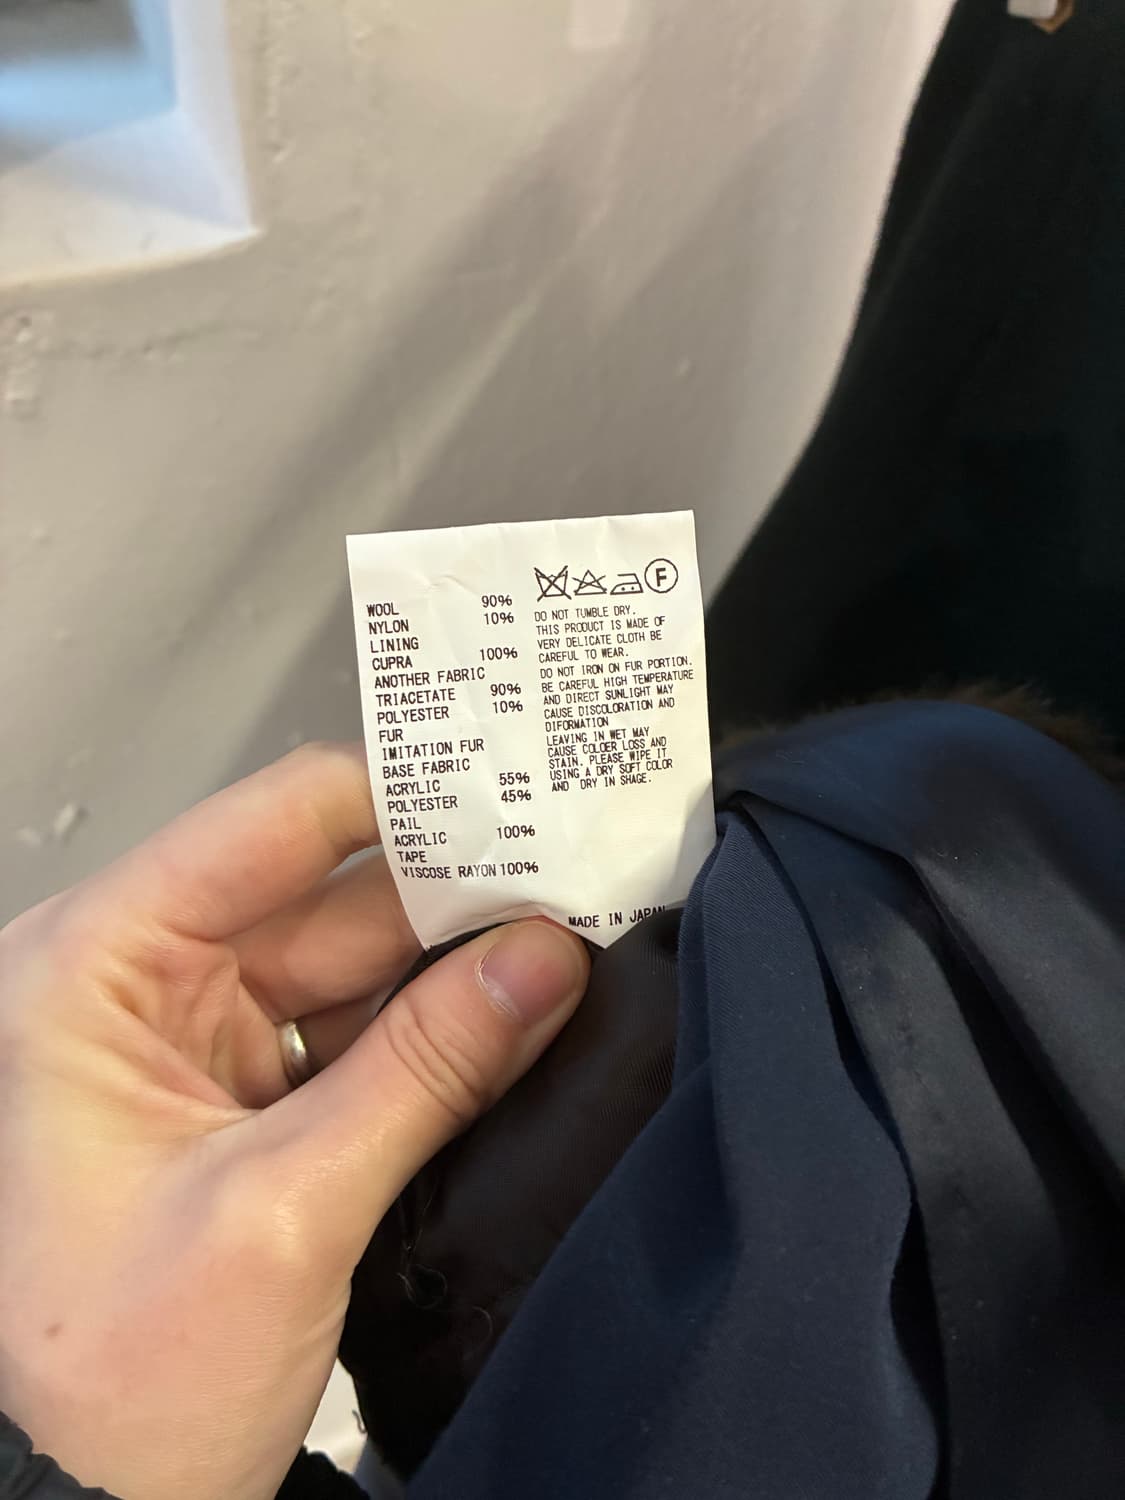 WOOL 90%
NYLON 10%
LINING
CUPRA 100%
ANOTHER FABRIC
TRIACETATE 90%
POLYESTER 10%
FUR
IMITATION FUR
BASE FABRIC
ACRYLIC 55%
POLYESTER 45%
PAIL
ACRYLIC 100%
TAPE
VISCOSE RAYON 100%
F
DO NOT TUMBLE DRY.
THIS PRODUCT IS MADE OF
VERY DELICATE CLOTH BE
CAREFUL TO WEAR.
DO NOT IRON ON FUR PORTION.
BE CAREFUL HIGH TEMPERATURE
AND DIRECT SUNLIGHT MAY
CAUSE DISCOLORATION AND
DIFORMATION
LEAVING IN WET MAY
CAUSE COLOER LOSS AND
STAIN. PLEASE WIPE IT
USING A DRY SOFT COLOR
AND DRY IN SHAGE.
MADE IN JAPAN